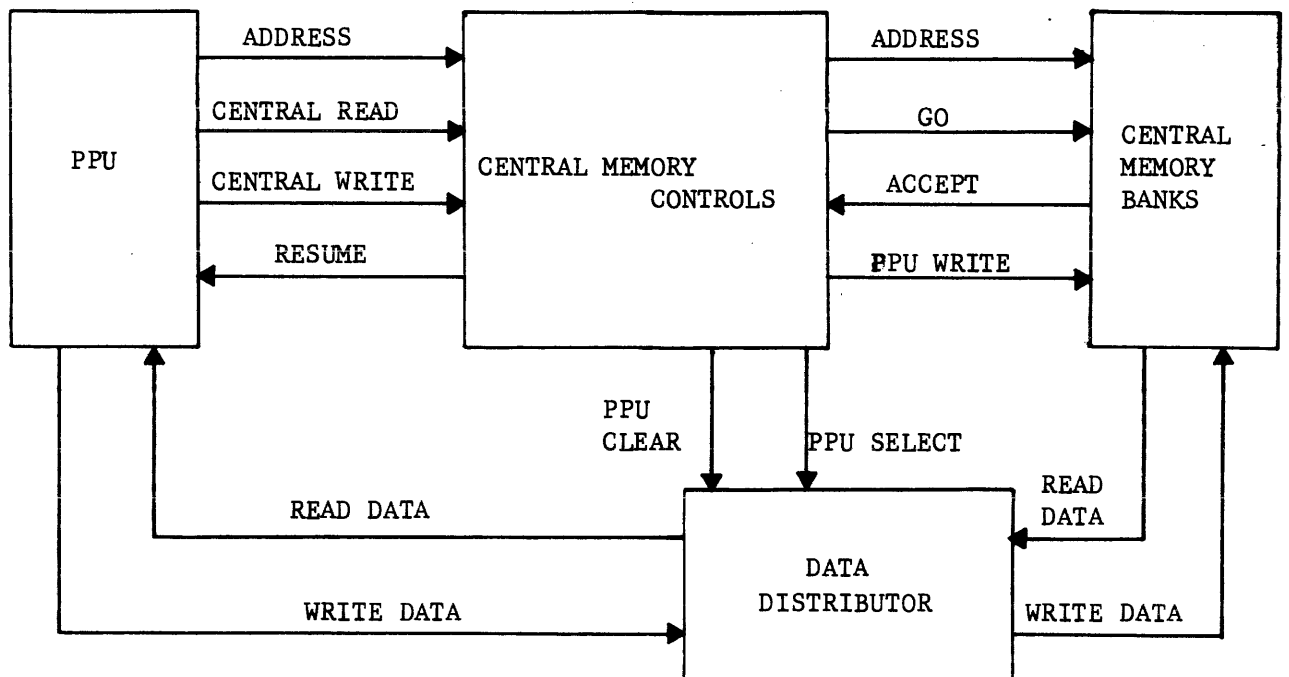 ADDRESS
ADDRESS
CENTRAL READ
GO
PPU
CENTRAL
MEMORY
BANKS
CENTRAL MEMORY
CONTROLS
CENTRAL WRITE
ACCEPT
RESUME
PPU WRITE
PPU
CLEAR
PPU SELECT
READ DATA
READ
DATA
DATA
DISTRIBUTOR
WRITE DATA
WRITE DATA